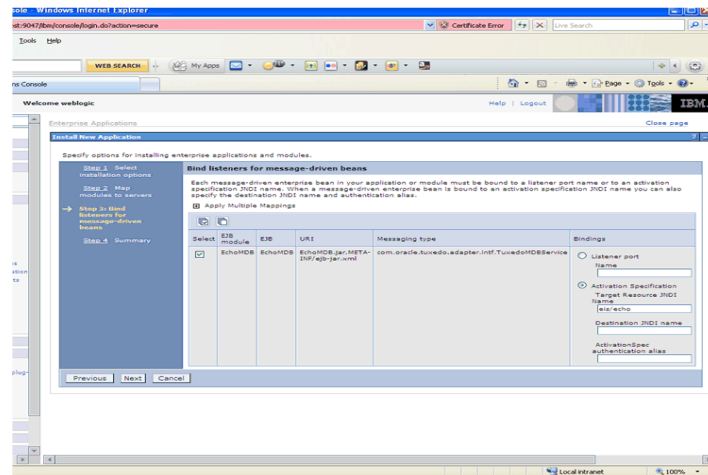 sole - Windows Internet Explorer
st:9047/ibm/console/login.do?action=secure
Certificate Error
Live Search
Tools Help
WEB SEARCH
My Apps
ns Console
Page
Tools
Welcome weblogic
Help | Logout
IBM.
Enterprise Applications
Close page
Install New Application
Specify options for installing enterprise applications and modules.
Step 1 Select
installation options
Step 2 Map
modules to servers
Step 3: Bind
listeners for
message-driven
beans
Step 4 Summary
Bind listeners for message-driven beans
Each message-driven enterprise bean in your application or module must be bound to a listener port name or to an activation
specification JNDI name. When a message-driven enterprise bean is bound to an activation specification JNDI name you can also
specify the destination JNDI name and authentication alias.
Apply Multiple Mappings
Select EJB module EJB URI Messaging type Bindings
EchoMDB EchoMDB EchoMDB.jar,META-INF/ejb-jar.xml com.oracle.tuxedo.adapter.intf.TuxedoMDBService
Listener port
Name
Activation Specification
Target Resource JNDI
Name
eis/echo
Destination JNDI name
ActivationSpec
authentication alias
Previous Next Cancel
s
ation
ts
plug-
Local intranet
100%